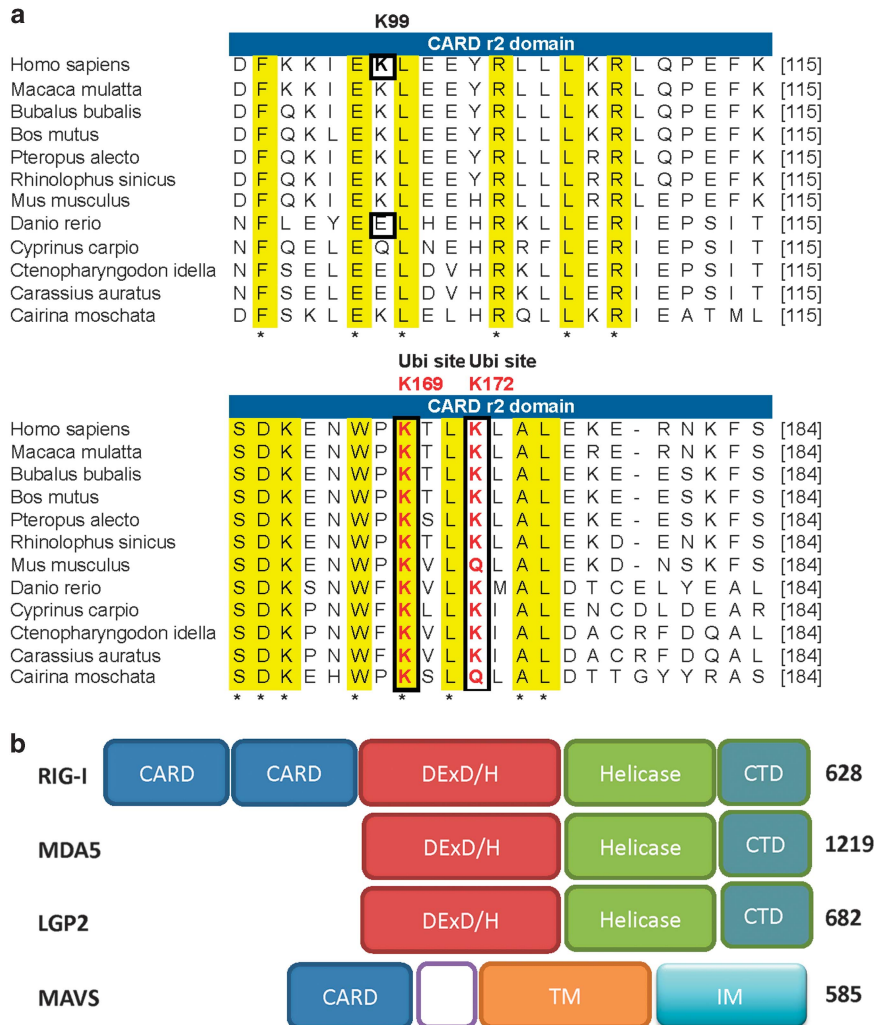 a
K99
CARD r2 domain
Homo sapiens D F K K I E K L E E Y R L L L K R L Q P E F K [115]
Macaca mulatta D F K K I E K L E E Y R L L L K R L Q P E F K [115]
Bubalus bubalis D F Q K I E K L E E Y R L L L K R L Q P E F K [115]
Bos mutus D F Q K L E K L E E Y R L L L K R L Q P E F K [115]
Pteropus alecto D F Q K I E K L E E Y R L L L R R L Q P E F K [115]
Rhinolophus sinicus D F Q K I E K L E E Y R L L L R R L Q P E F K [115]
Mus musculus D F Q K I E K L E E H R L L L R R L E P E F K [115]
Danio rerio N F L E Y E E L H E H R K L L E R I E P S I T [115]
Cyprinus carpio N F Q E L E Q L N E H R R F L E R I E P S I T [115]
Ctenopharyngodon idella N F S E L E E L D V H R K L L E R I E P S I T [115]
Carassius auratus N F S E L E E L D V H R K L L E R I E P S I T [115]
Cairina moschata D F S K L E K L E L H R Q L L K R I E A T M L [115]
* * * * * *
Ubi site Ubi site
K169 K172
CARD r2 domain
Homo sapiens S D K E N W P K T L K L A L E K E - R N K F S [184]
Macaca mulatta S D K E N W P K T L K L A L E R E - R N K F S [184]
Bubalus bubalis S D K E N W P K T L K L A L E K E - E S K F S [184]
Bos mutus S D K E N W P K T L K L A L E K E - E S K F S [184]
Pteropus alecto S D K E N W P K S L K L A L E K E - E S K F S [184]
Rhinolophus sinicus S D K E N W P K T L K L A L E K D - E N K F S [184]
Mus musculus S D K E N W P K V L Q L A L E K D - N S K F S [184]
Danio rerio S D K S N W F K V L K M A L D T C E L Y E A L [184]
Cyprinus carpio S D K P N W F K L L K I A L E N C D L D E A R [184]
Ctenopharyngodon idella S D K P N W F K V L K I A L D A C R F D Q A L [184]
Carassius auratus S D K P N W F K V L K I A L D A C R F D Q A L [184]
Cairina moschata S D K E H W P K S L Q L A L D T T G Y Y R A S [184]
* * * * * * * *
b
RIG-I CARD CARD DExD/H Helicase CTD 628
MDA5 DExD/H Helicase CTD 1219
LGP2 DExD/H Helicase CTD 682
MAVS CARD TM IM 585